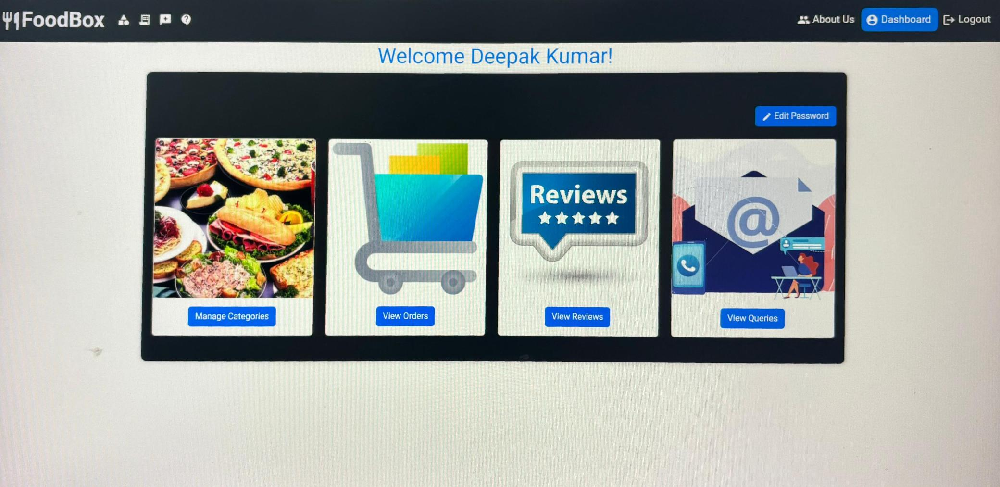 FoodBox
About Us
Dashboard
Logout
Welcome Deepak Kumar!
Edit Password
Reviews
@
Manage Categories
View Orders
View Reviews
View Queries